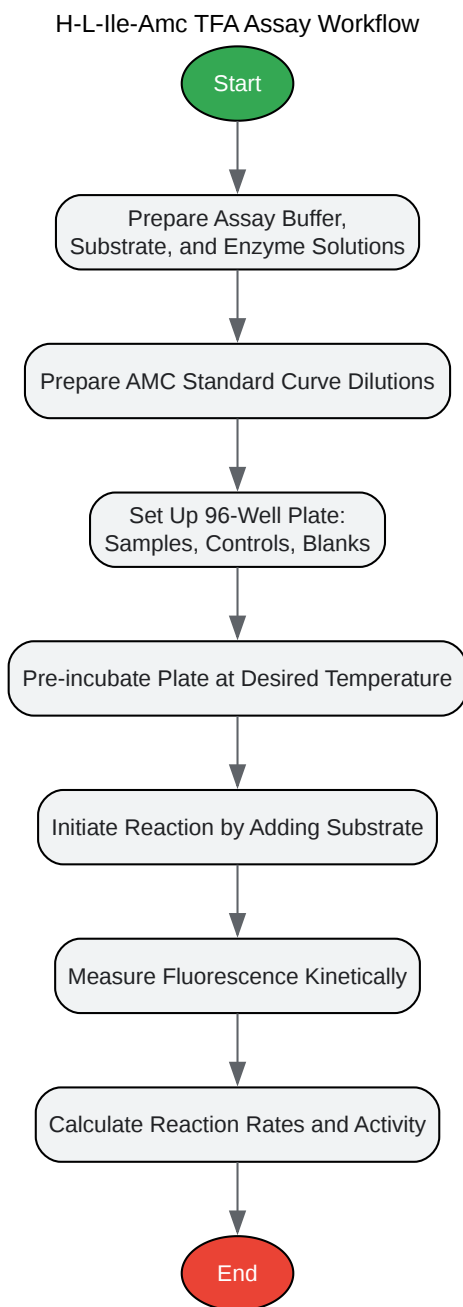 H-L-Ile-Amc TFA Assay Workflow
Start
Prepare Assay Buffer,
Substrate, and Enzyme Solutions
Prepare AMC Standard Curve Dilutions
Set Up 96-Well Plate:
Samples, Controls, Blanks
Pre-incubate Plate at Desired Temperature
Initiate Reaction by Adding Substrate
Measure Fluorescence Kinetically
Calculate Reaction Rates and Activity
End